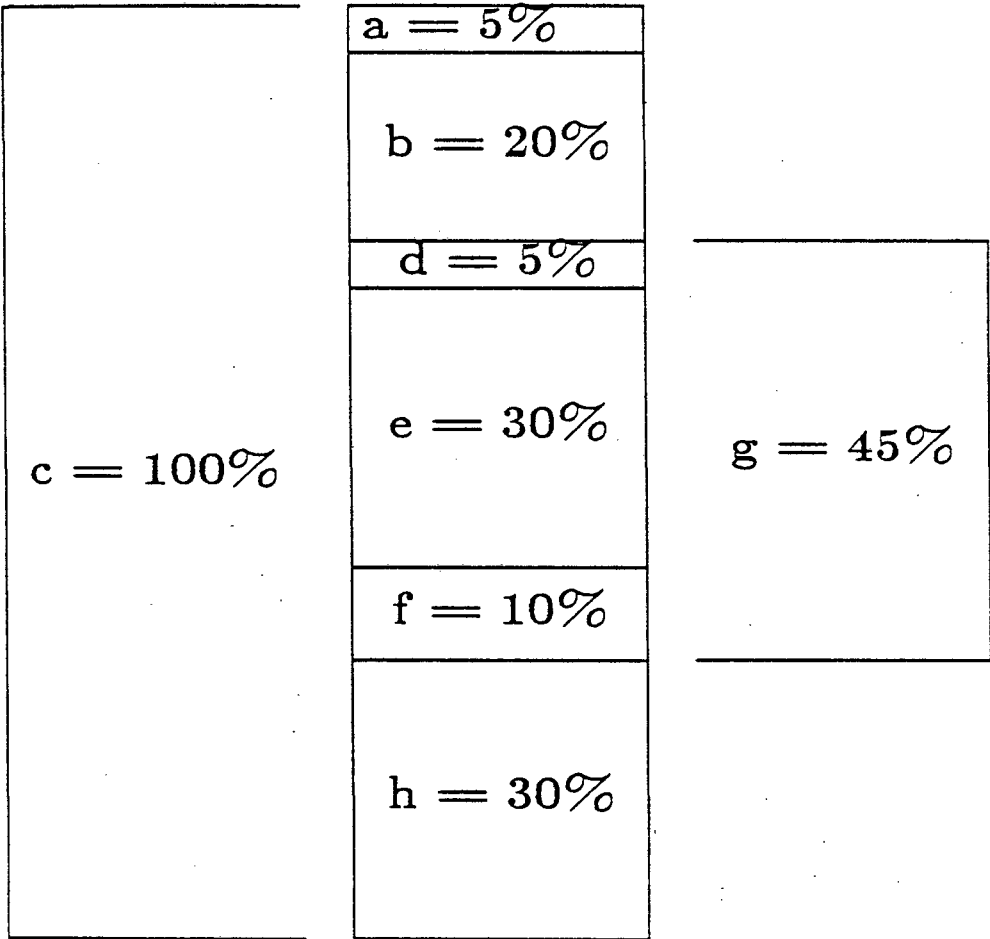 a = 5%
b = 20%
d = 5%
e = 30%
g = 45%
c = 100%
f = 10%
h = 30%